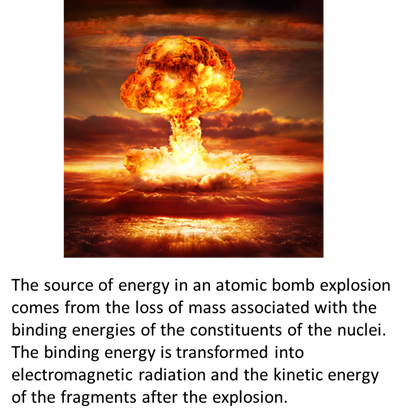 The source of energy in an atomic bomb explosion
comes from the loss of mass associated with the
binding energies of the constituents of the nuclei.
The binding energy is transformed into
electromagnetic radiation and the kinetic energy
of the fragments after the explosion.